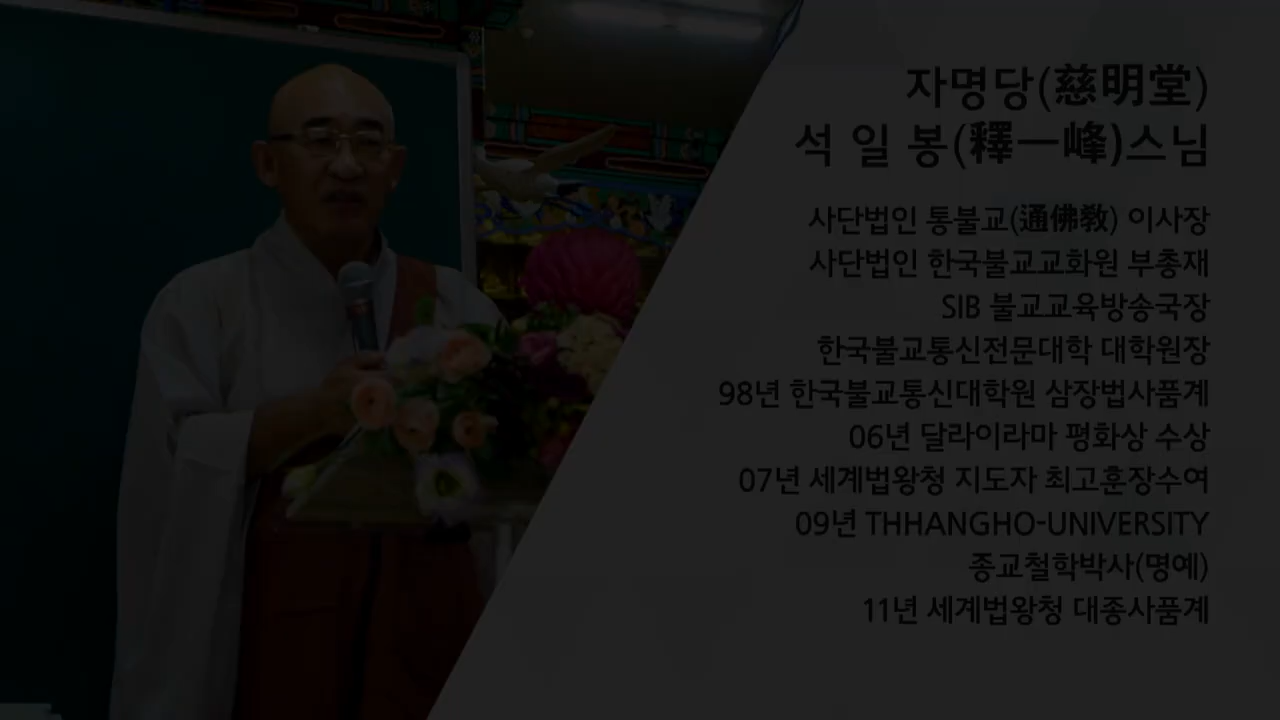 자명당(慈明堂)
석 일 봉(釋一峰)스님
사단법인 통불교(通佛敎) 이사장
사단법인 한국불교교화원 부총재
SIB 불교교육방송국장
한국불교통신전문대학 대학원장
98년 한국불교통신대학원 삼장법사품계
06년 달라이라마 평화상 수상
07년 세계법왕청 지도자 최고훈장수여
09년 THHANGHO-UNIVERSITY
종교철학박사(명예)
11년 세계법왕청 대종사품계